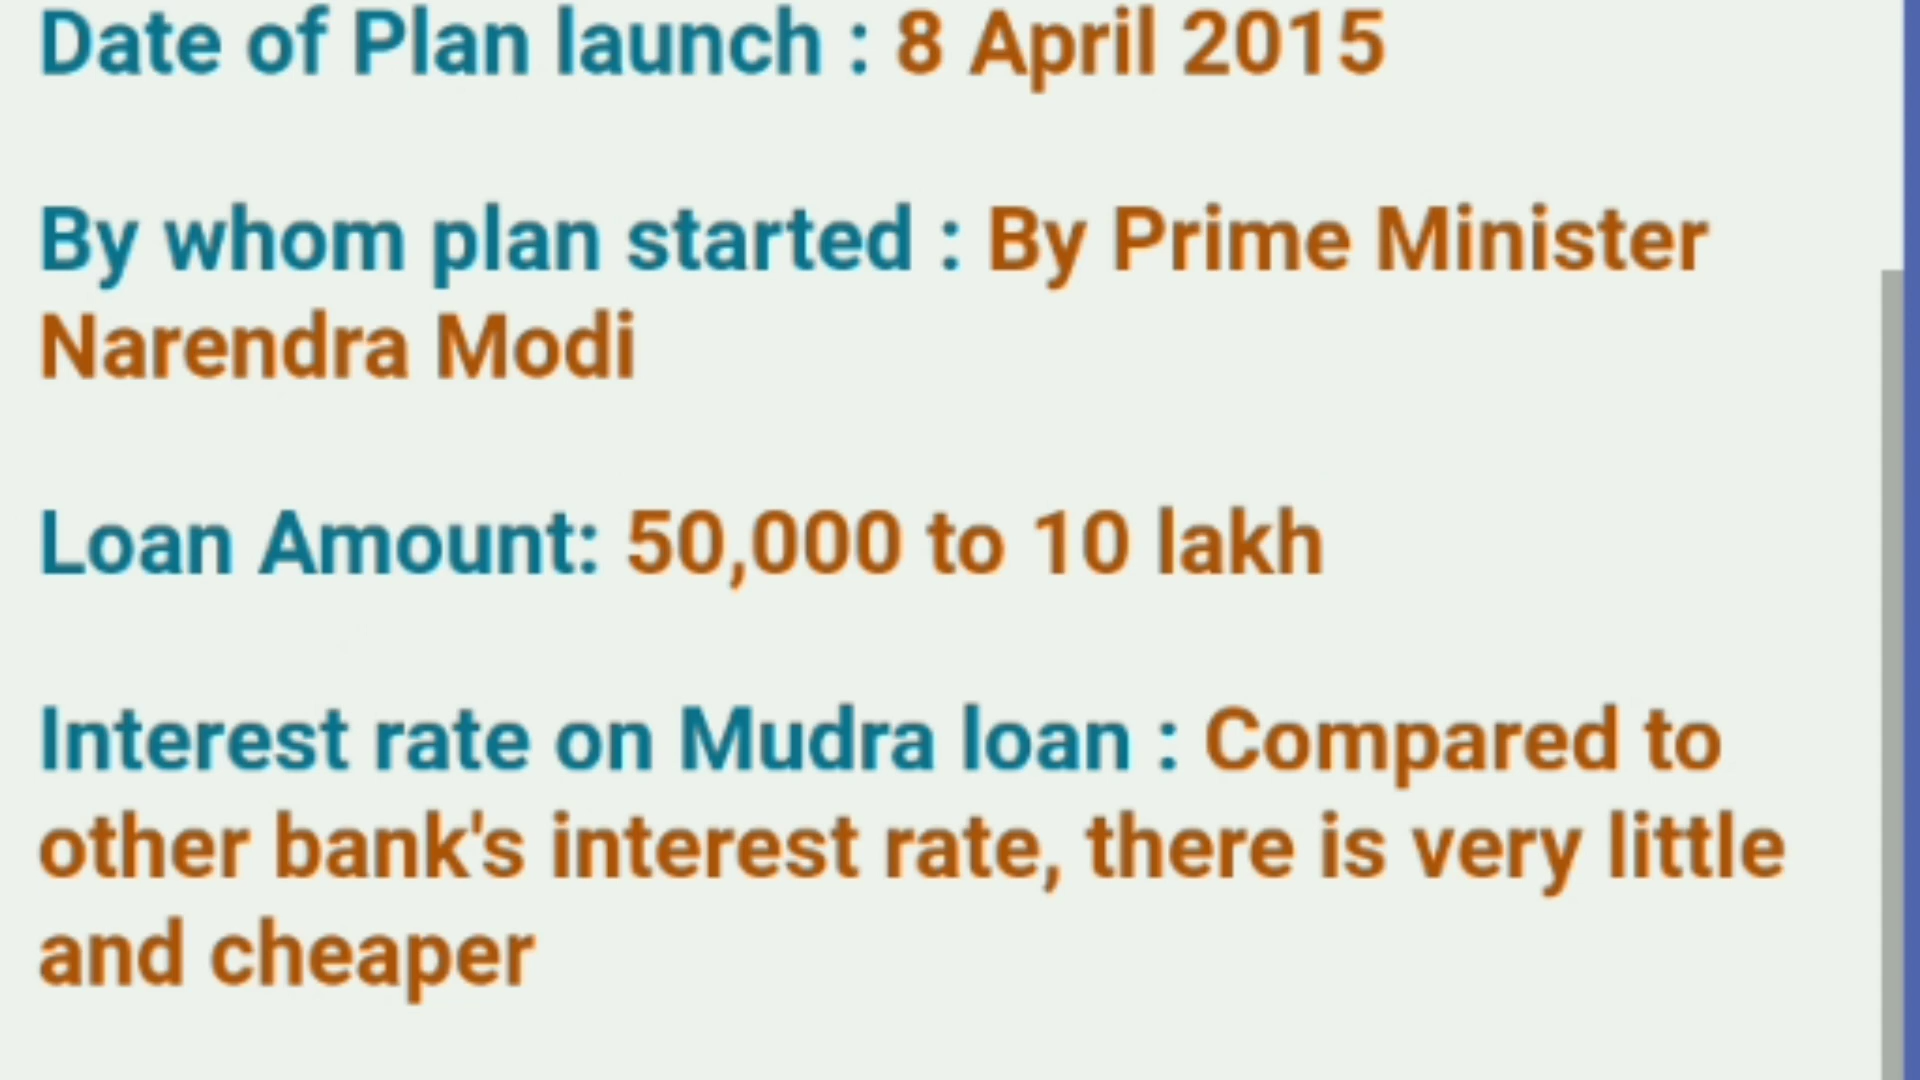 Date of Plan launch : 8 April 2015
By whom plan started : By Prime Minister
Narendra Modi
Loan Amount: 50,000 to 10 lakh
Interest rate on Mudra loan : Compared to
other bank's interest rate, there is very little
and cheaper